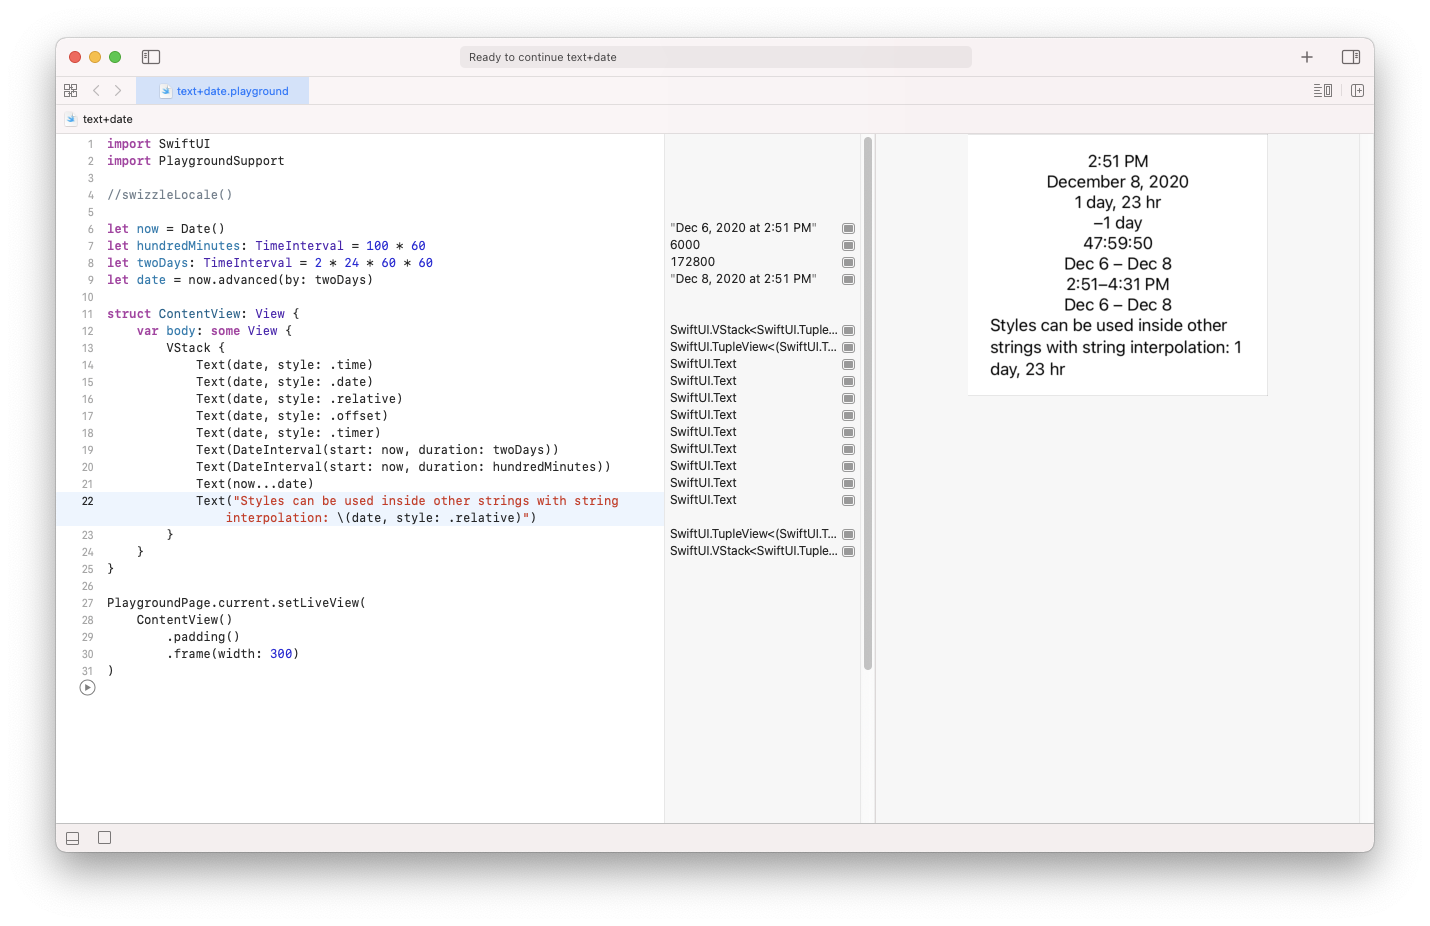 Ready to continue text+date
text+date.playground
text+date
1 import SwiftUI
2 import PlaygroundSupport
3
4 //swizzleLocale()
5
6 let now = Date()
7 let hundredMinutes: TimeInterval = 100 * 60
8 let twoDays: TimeInterval = 2 * 24 * 60 * 60
9 let date = now.advanced(by: twoDays)
10
11 struct ContentView: View {
12 var body: some View {
13 VStack {
14 Text(date, style: .time)
15 Text(date, style: .date)
16 Text(date, style: .relative)
17 Text(date, style: .offset)
18 Text(date, style: .timer)
19 Text(DateInterval(start: now, duration: twoDays))
20 Text(DateInterval(start: now, duration: hundredMinutes))
21 Text(now...date)
22 Text("Styles can be used inside other strings with string
interpolation: \(date, style: .relative)")
23 }
24 }
25 }
26
27 PlaygroundPage.current.setLiveView(
28 ContentView()
29 .padding()
30 .frame(width: 300)
31 )
"Dec 6, 2020 at 2:51 PM"
6000
172800
"Dec 8, 2020 at 2:51 PM"
SwiftUI.VStack<SwiftUI.Tuple...
SwiftUI.TupleView<(SwiftUI.T...
SwiftUI.Text
SwiftUI.Text
SwiftUI.Text
SwiftUI.Text
SwiftUI.Text
SwiftUI.Text
SwiftUI.Text
SwiftUI.Text
SwiftUI.Text
SwiftUI.TupleView<(SwiftUI.T...
SwiftUI.VStack<SwiftUI.Tuple...
2:51 PM
December 8, 2020
1 day, 23 hr
−1 day
47:59:50
Dec 6 – Dec 8
2:51–4:31 PM
Dec 6 – Dec 8
Styles can be used inside other
strings with string interpolation: 1
day, 23 hr